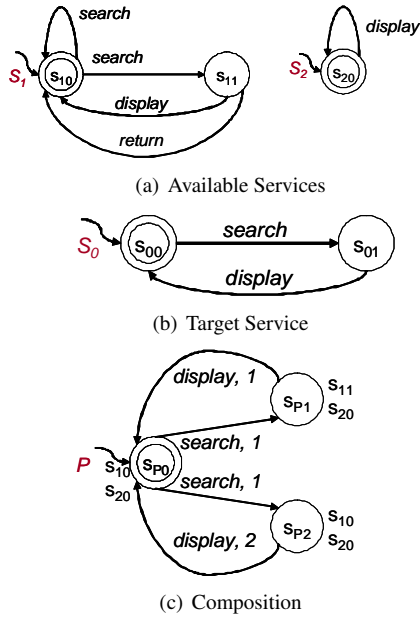 search
search
display
S1
s10
s11
S2
s20
display
return
(a) Available Services
search
S0
s00
s01
display
(b) Target Service
display, 1
s11
sP1
s20
search, 1
P
s10
sP0
s20
search, 1
s10
sP2
s20
display, 2
(c) Composition